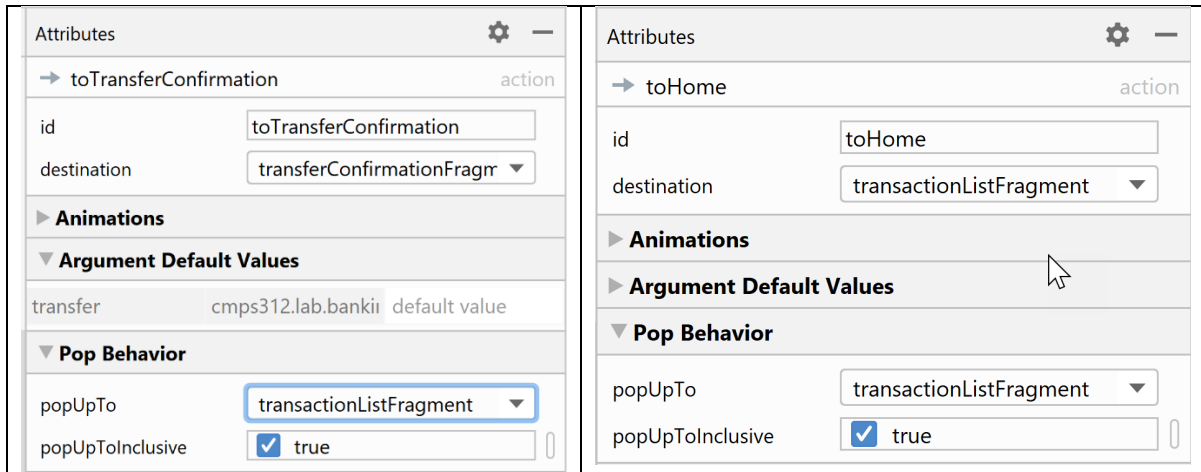 Attributes
toTransferConfirmation action
id toTransferConfirmation
destination transferConfirmationFragm
Animations
Argument Default Values
transfer cmps312.lab.bankii default value
Pop Behavior
popUpTo transactionListFragment
popUpToInclusive true
Attributes
toHome action
id toHome
destination transactionListFragment
Animations
Argument Default Values
Pop Behavior
popUpTo transactionListFragment
popUpToInclusive true